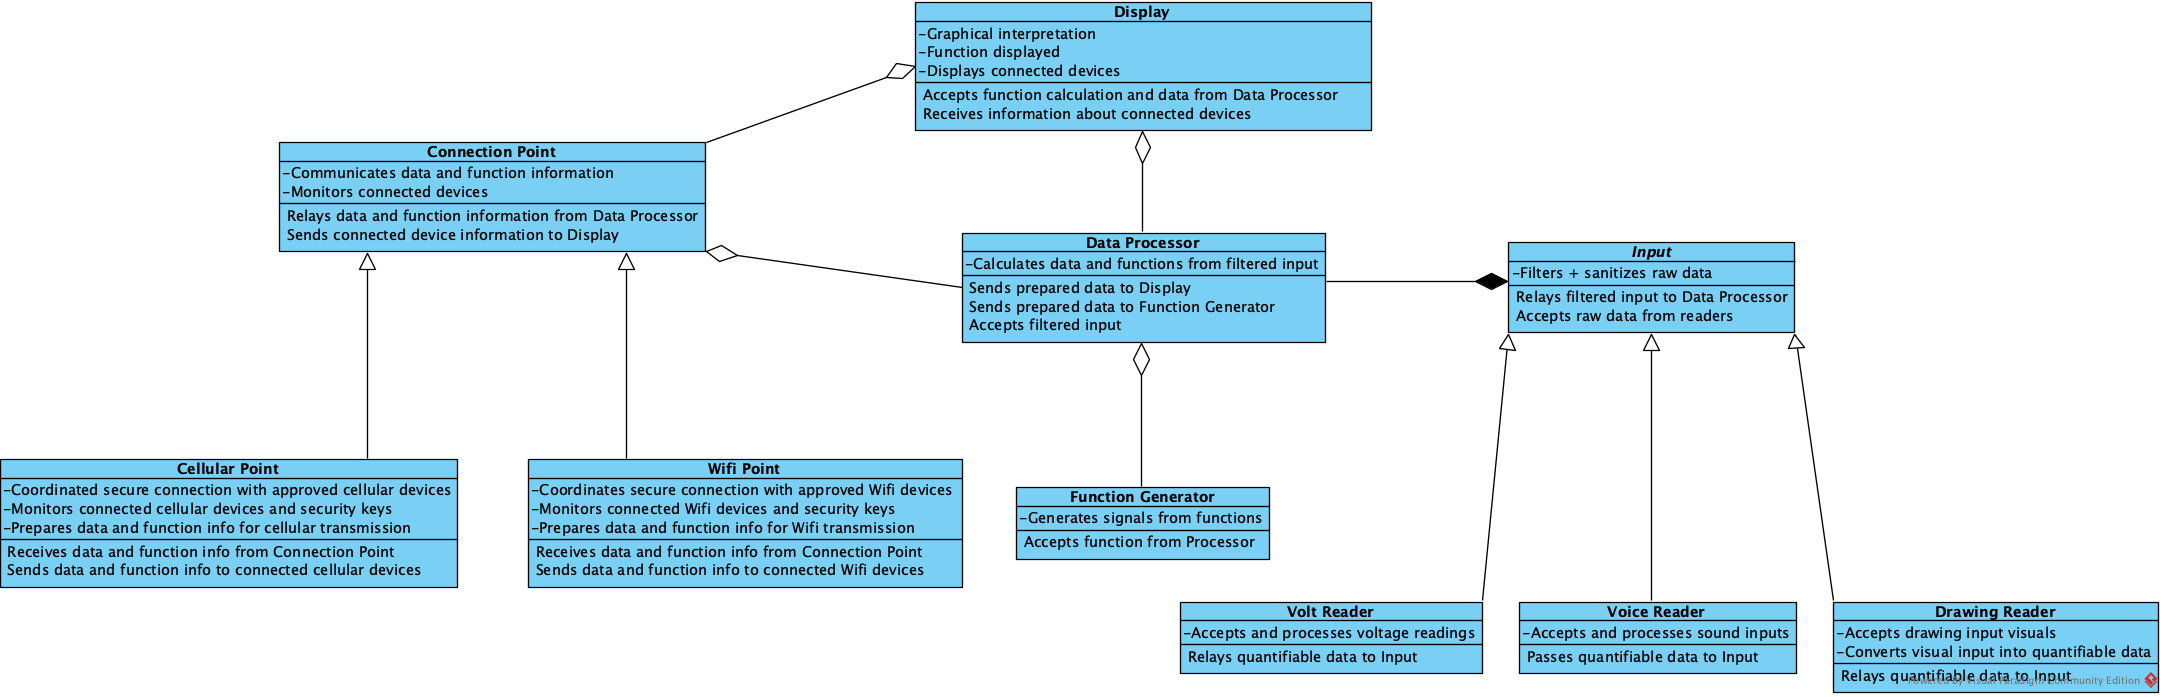 Display
-Graphical interpretation
-Function displayed
-Displays connected devices
Accepts function calculation and data from Data Processor
Receives information about connected devices
Connection Point
-Communicates data and function information
-Monitors connected devices
Relays data and function information from Data Processor
Sends connected device information to Display
Data Processor
-Calculates data and functions from filtered input
Sends prepared data to Display
Sends prepared data to Function Generator
Accepts filtered input
Input
-Filters + sanitizes raw data
Relays filtered input to Data Processor
Accepts raw data from readers
Cellular Point
-Coordinated secure connection with approved cellular devices
-Monitors connected cellular devices and security keys
-Prepares data and function info for cellular transmission
Receives data and function info from Connection Point
Sends data and function info to connected cellular devices
Wifi Point
-Coordinates secure connection with approved Wifi devices
-Monitors connected Wifi devices and security keys
-Prepares data and function info for Wifi transmission
Receives data and function info from Connection Point
Sends data and function info to connected Wifi devices
Function Generator
-Generates signals from functions
Accepts function from Processor
Volt Reader
-Accepts and processes voltage readings
Relays quantifiable data to Input
Voice Reader
-Accepts and processes sound inputs
Passes quantifiable data to Input
Drawing Reader
-Accepts drawing input visuals
-Converts visual input into quantifiable data
Relays quantifiable data to Input
Powered By Visual Paradigm Community Edition